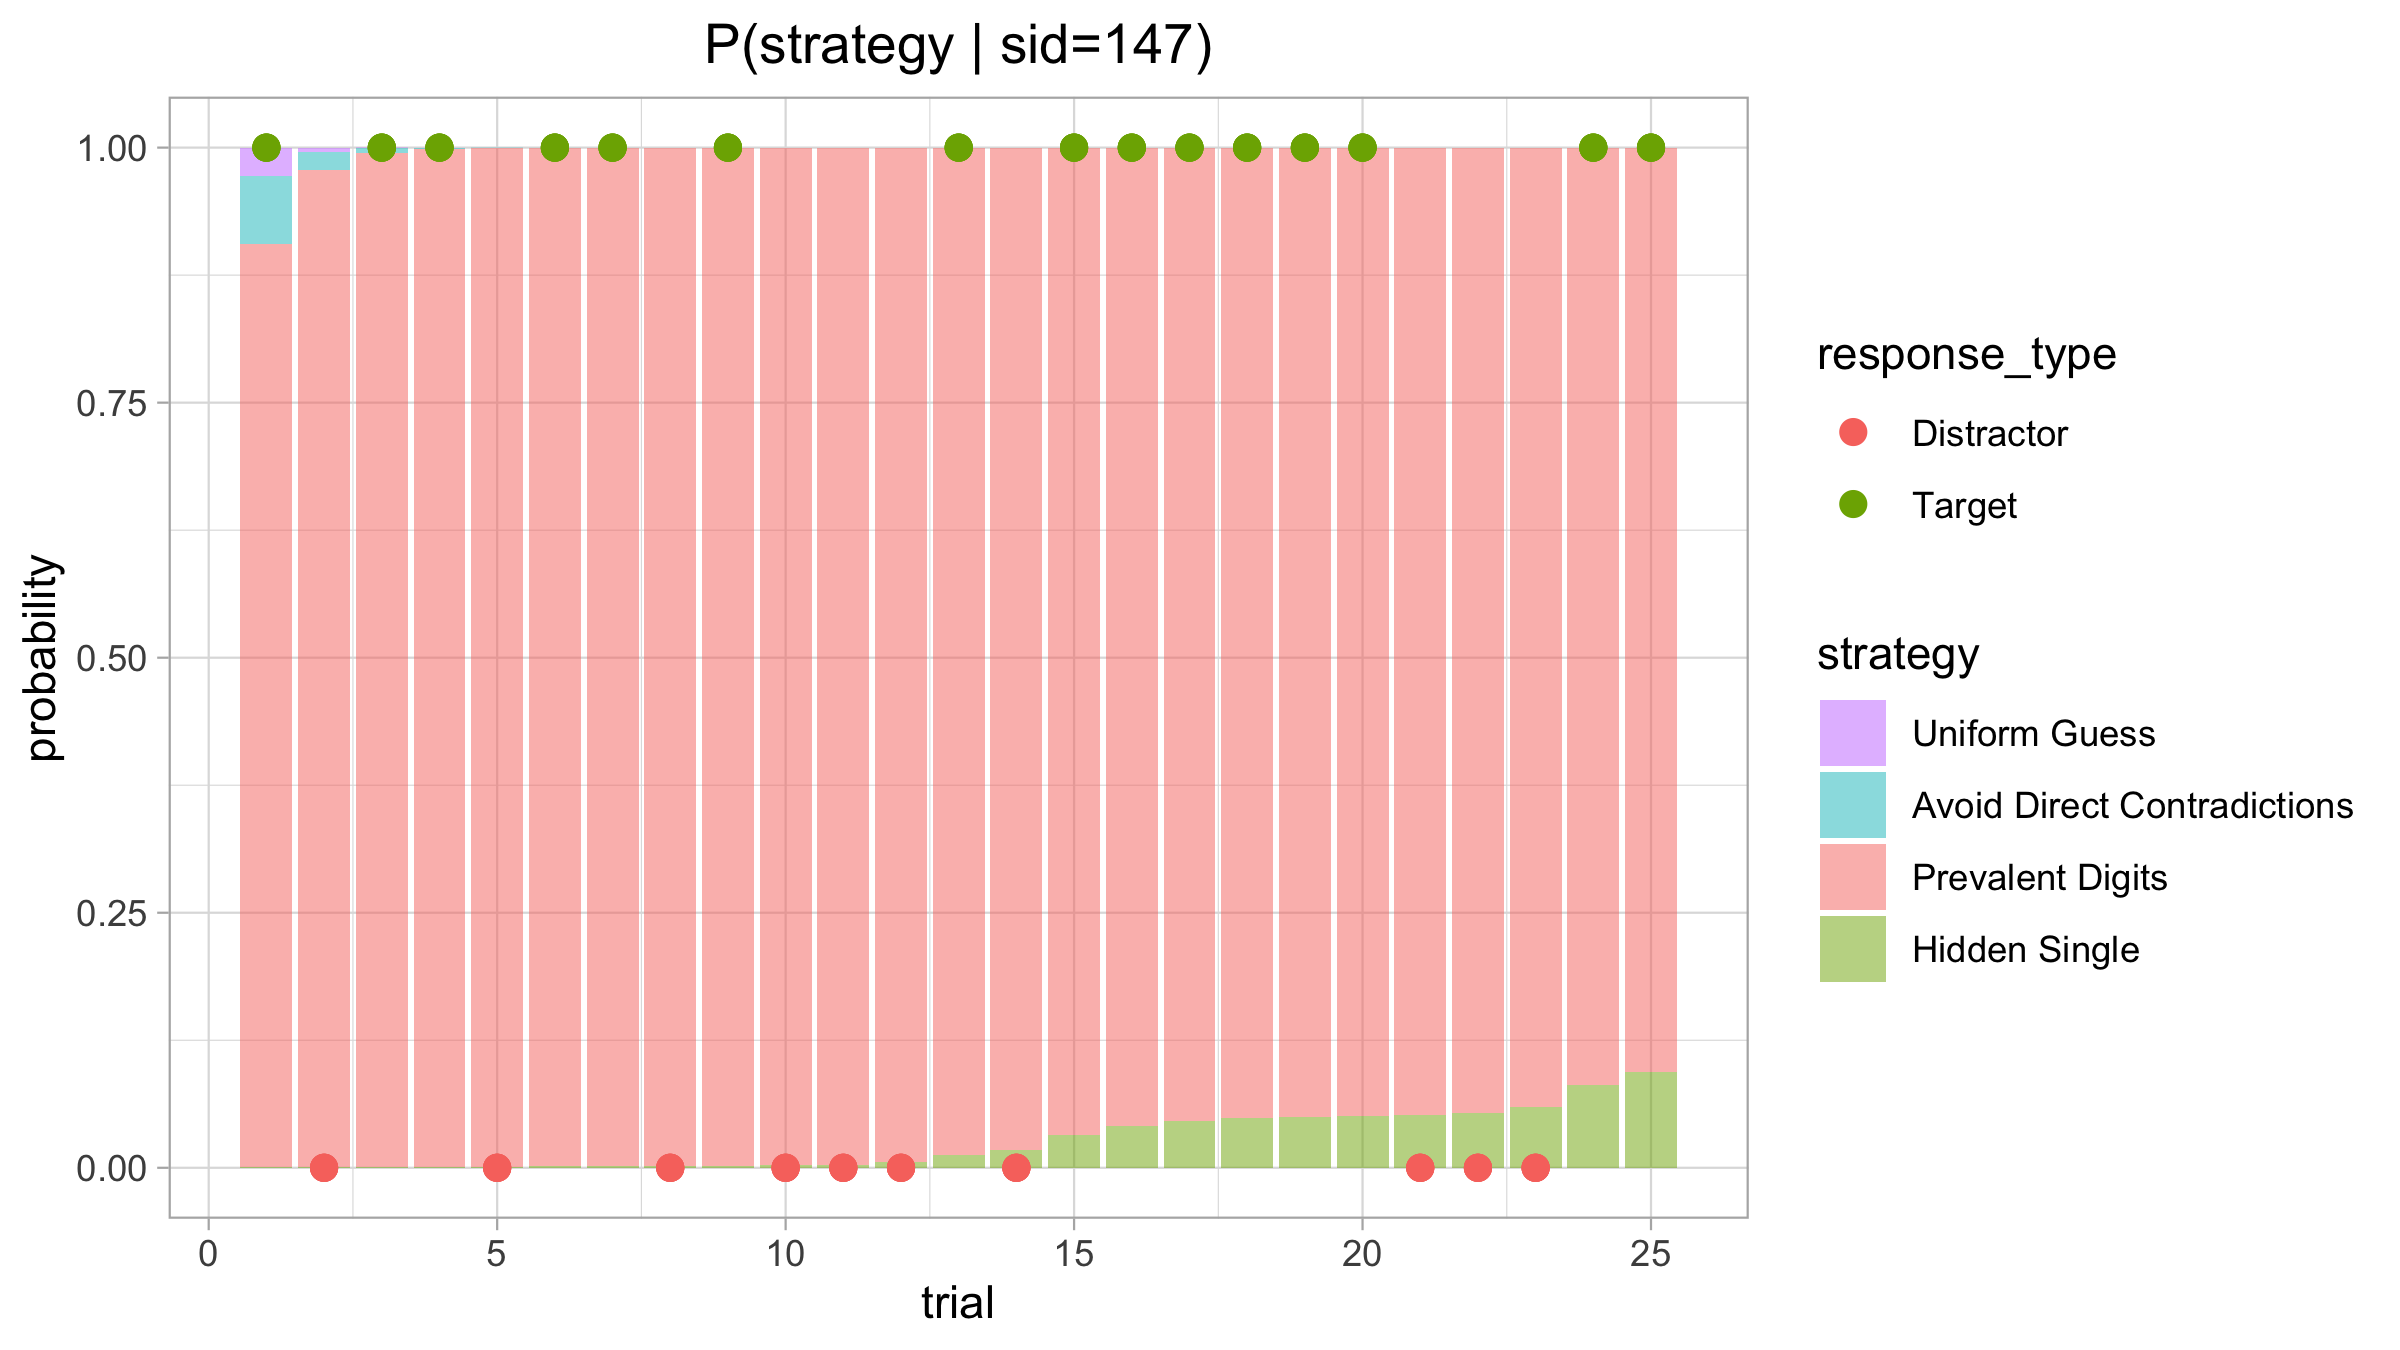 P(strategy | sid=147)
probability
1.00
0.75
0.50
0.25
0.00
0 5 10 15 20 25
trial
response_type
Distractor
Target
strategy
Uniform Guess
Avoid Direct Contradictions
Prevalent Digits
Hidden Single